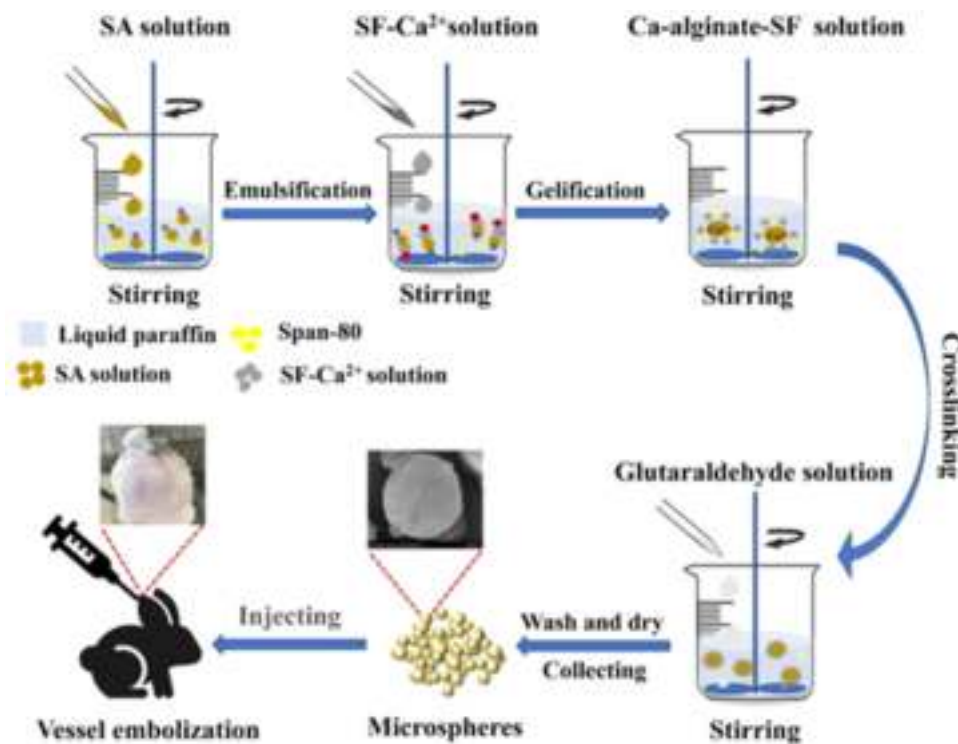 SA solution
SF-Ca²⁺ solution
Ca-alginate-SF solution
Emulsification
Gelification
Stirring
Stirring
Stirring
Liquid paraffin
Span-80
SA solution
SF-Ca²⁺ solution
Crosslinking
Glutaraldehyde solution
Injecting
Wash and dry
Collecting
Vessel embolization
Microspheres
Stirring